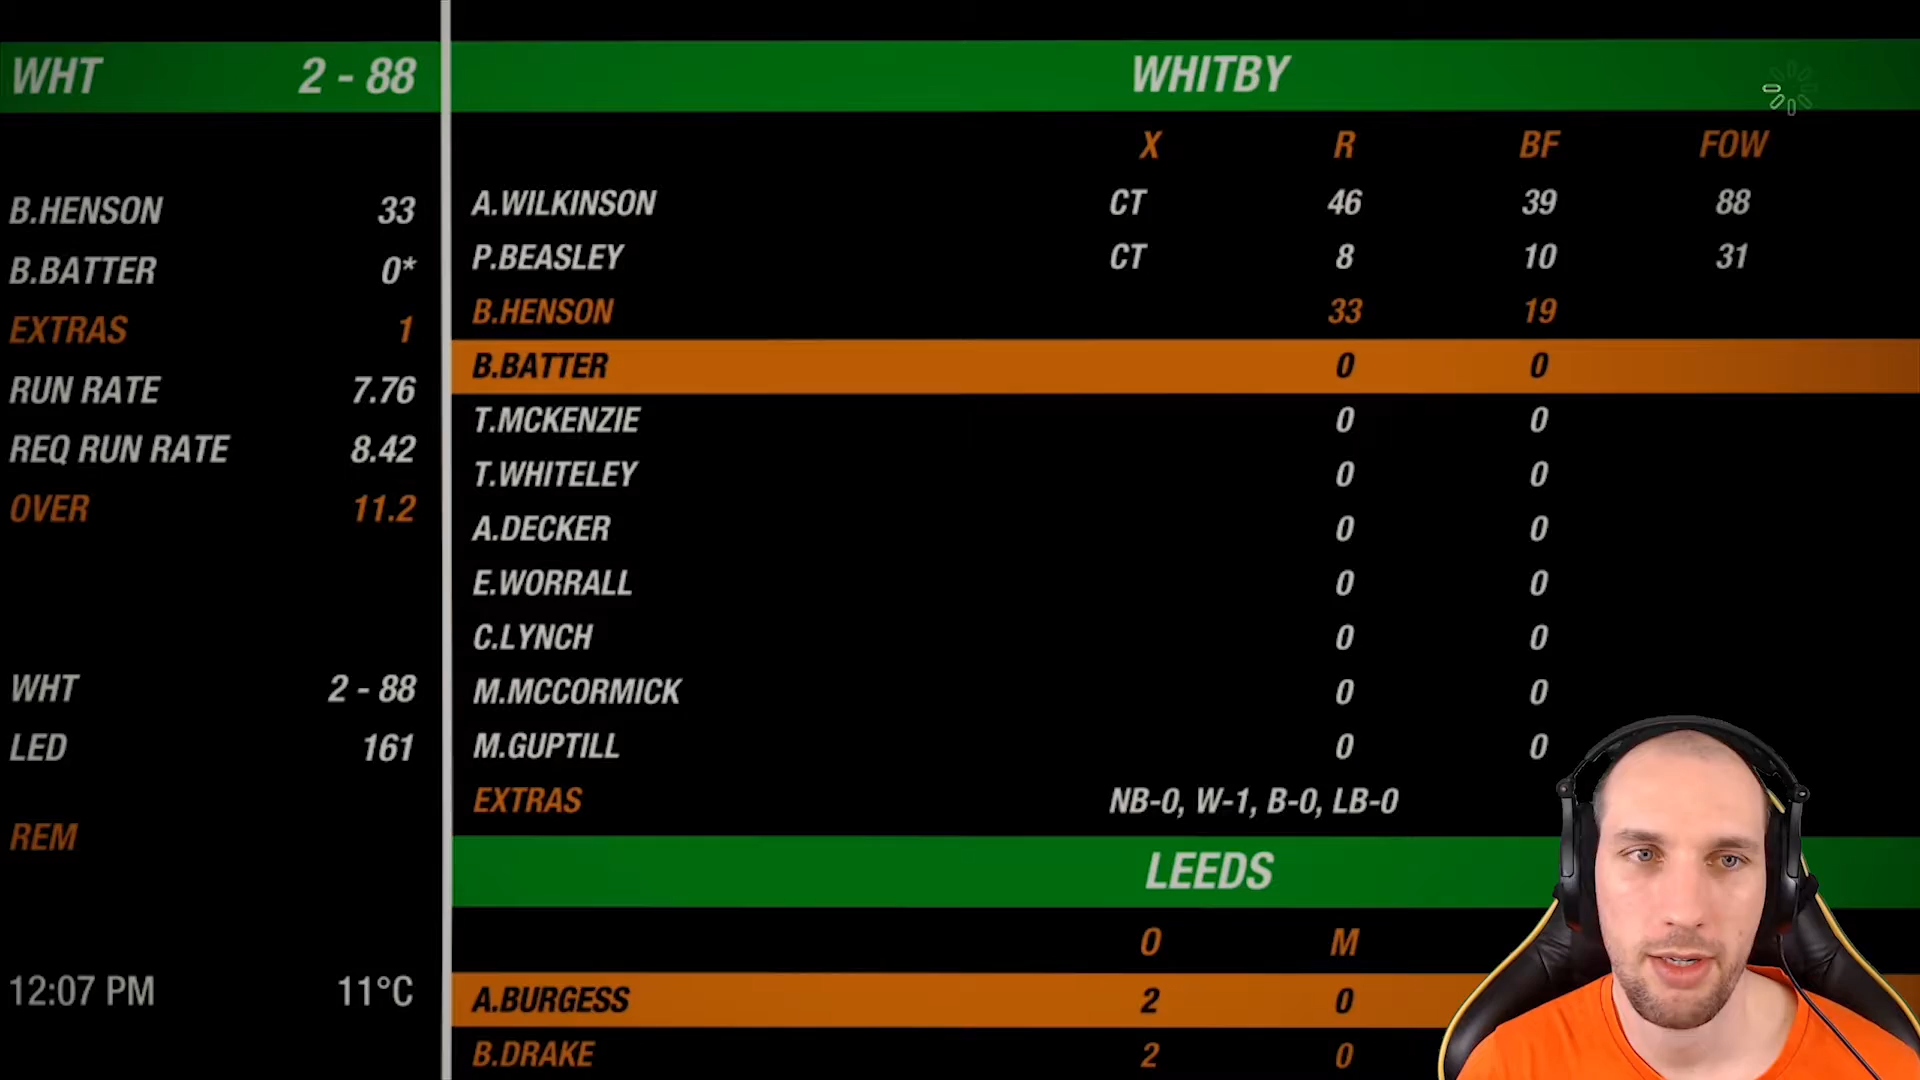 WHT 2 - 88
B.HENSON 33
B.BATTER 0*
EXTRAS 1
RUN RATE 7.76
REQ RUN RATE 8.42
OVER 11.2
WHT 2 - 88
LED 161
REM
12:07 PM 11°C
WHITBY
X R BF FOW
A.WILKINSON CT 46 39 88
P.BEASLEY CT 8 10 31
B.HENSON 33 19
B.BATTER 0 0
T.MCKENZIE 0 0
T.WHITELEY 0 0
A.DECKER 0 0
E.WORRALL 0 0
C.LYNCH 0 0
M.MCCORMICK 0 0
M.GUPTILL 0 0
EXTRAS NB-0, W-1, B-0, LB-0
LEEDS
O M
A.BURGESS 2 0
B.DRAKE 2 0